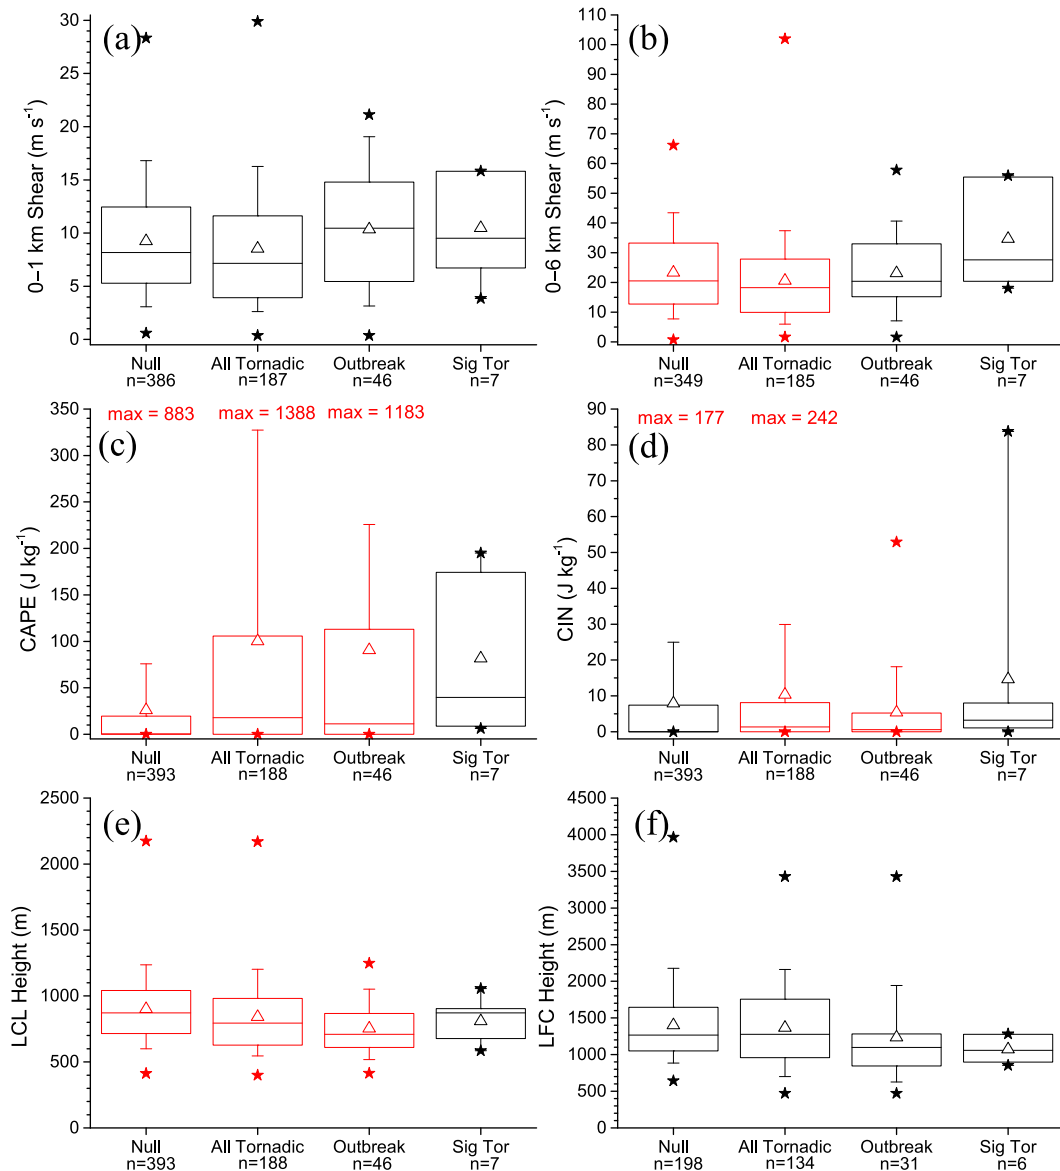 (a)
0–1 km Shear (m s⁻¹)
30
25
20
15
10
5
0
Null
All Tornadic
Outbreak
Sig Tor
n=386
n=187
n=46
n=7
(b)
0–6 km Shear (m s⁻¹)
110
100
90
80
70
60
50
40
30
20
10
0
Null
All Tornadic
Outbreak
Sig Tor
n=349
n=185
n=46
n=7
(c)
max = 883
max = 1388
max = 1183
CAPE (J kg⁻¹)
350
300
250
200
150
100
50
0
Null
All Tornadic
Outbreak
Sig Tor
n=393
n=188
n=46
n=7
(d)
max = 177
max = 242
CIN (J kg⁻¹)
90
80
70
60
50
40
30
20
10
0
Null
All Tornadic
Outbreak
Sig Tor
n=393
n=188
n=46
n=7
(e)
LCL Height (m)
2500
2000
1500
1000
500
0
Null
All Tornadic
Outbreak
Sig Tor
n=393
n=188
n=46
n=7
(f)
LFC Height (m)
4500
4000
3500
3000
2500
2000
1500
1000
500
0
Null
All Tornadic
Outbreak
Sig Tor
n=198
n=134
n=31
n=6